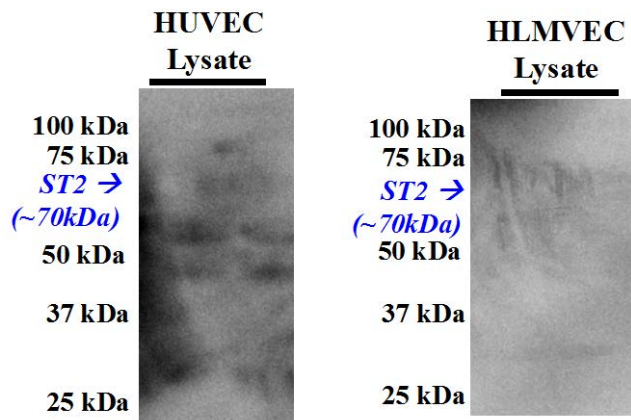 HUVEC
Lysate
100 kDa
75 kDa
ST2 →
(~70kDa)
50 kDa
37 kDa
25 kDa
HLMVEC
Lysate
100 kDa
75 kDa
ST2 →
(~70kDa)
50 kDa
37 kDa
25 kDa